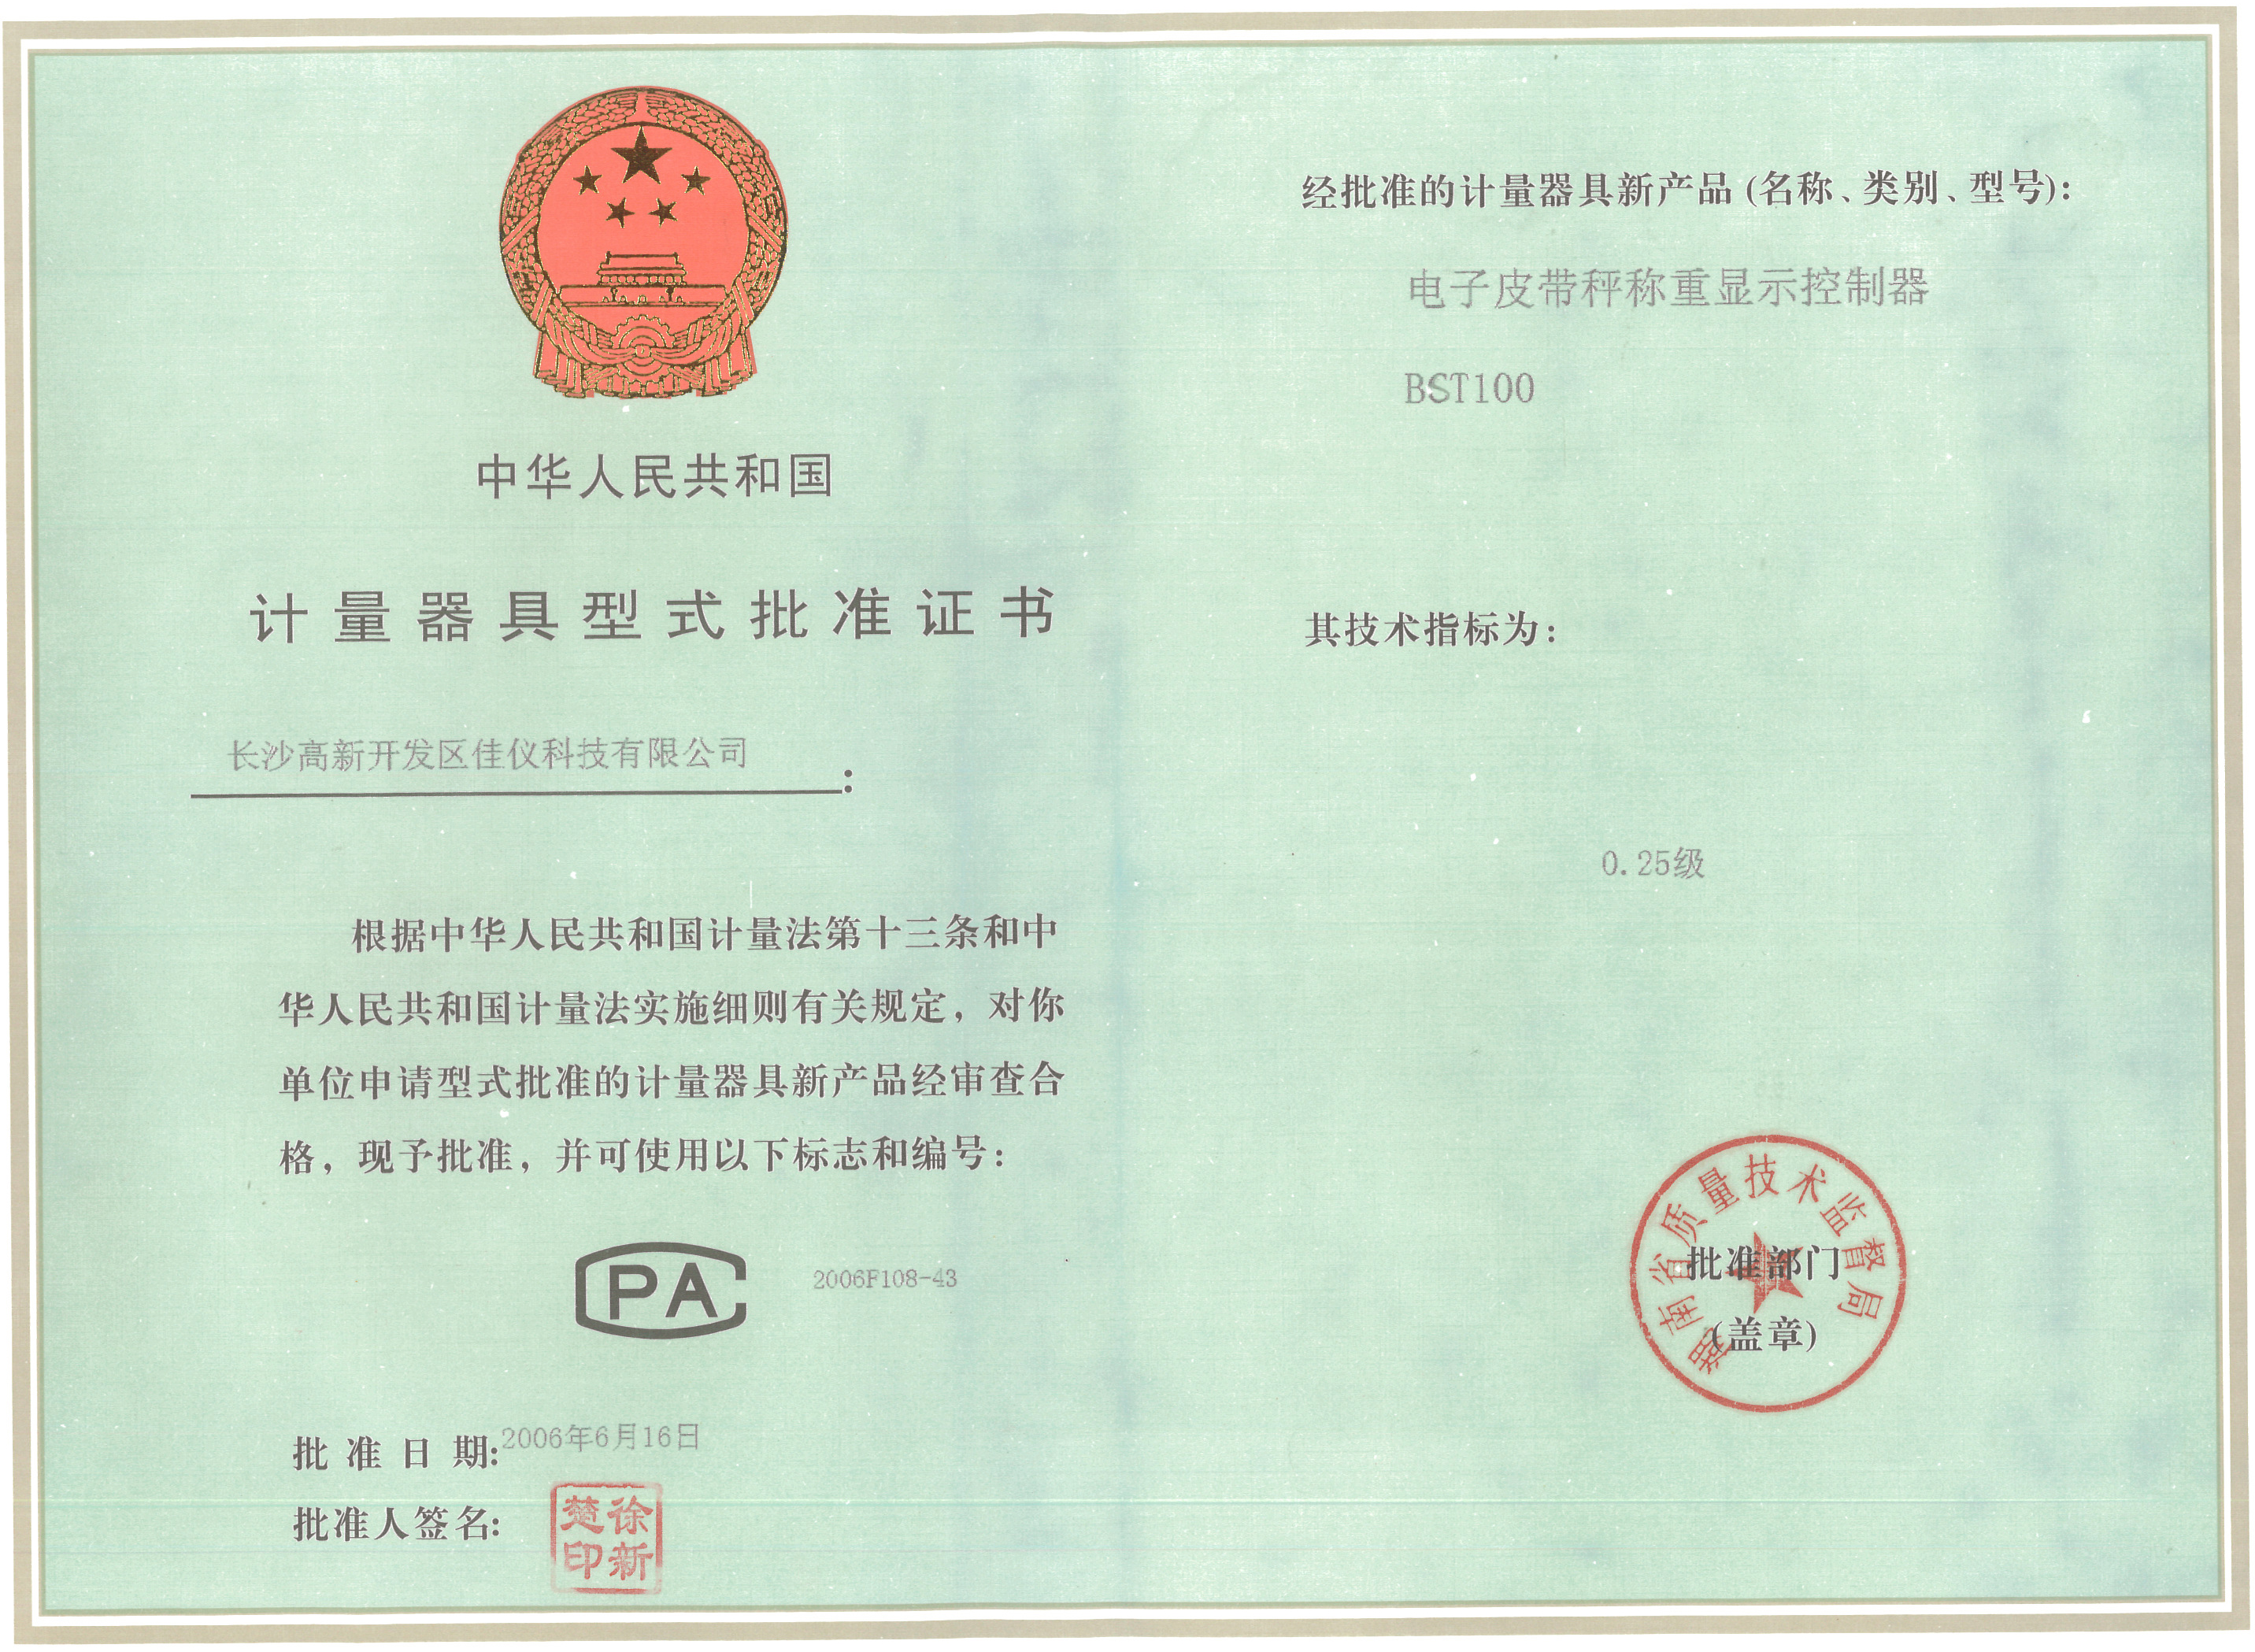 中华人民共和国
计量器具型式批准证书
长沙高新开发区佳仪科技有限公司：
根据中华人民共和国计量法第十三条和中
华人民共和国计量法实施细则有关规定，对你
单位申请型式批准的计量器具新产品经审查合
格，现予批准，并可使用以下标志和编号：
CPA 2006F108-43
批准日期:2006年6月16日
批准人签名:
徐新楚印
经批准的计量器具新产品(名称、类别、型号)：
电子皮带秤称重显示控制器
BST100
其技术指标为：
0.25级
湖南省质量技术监督局
批准部门
(盖章)